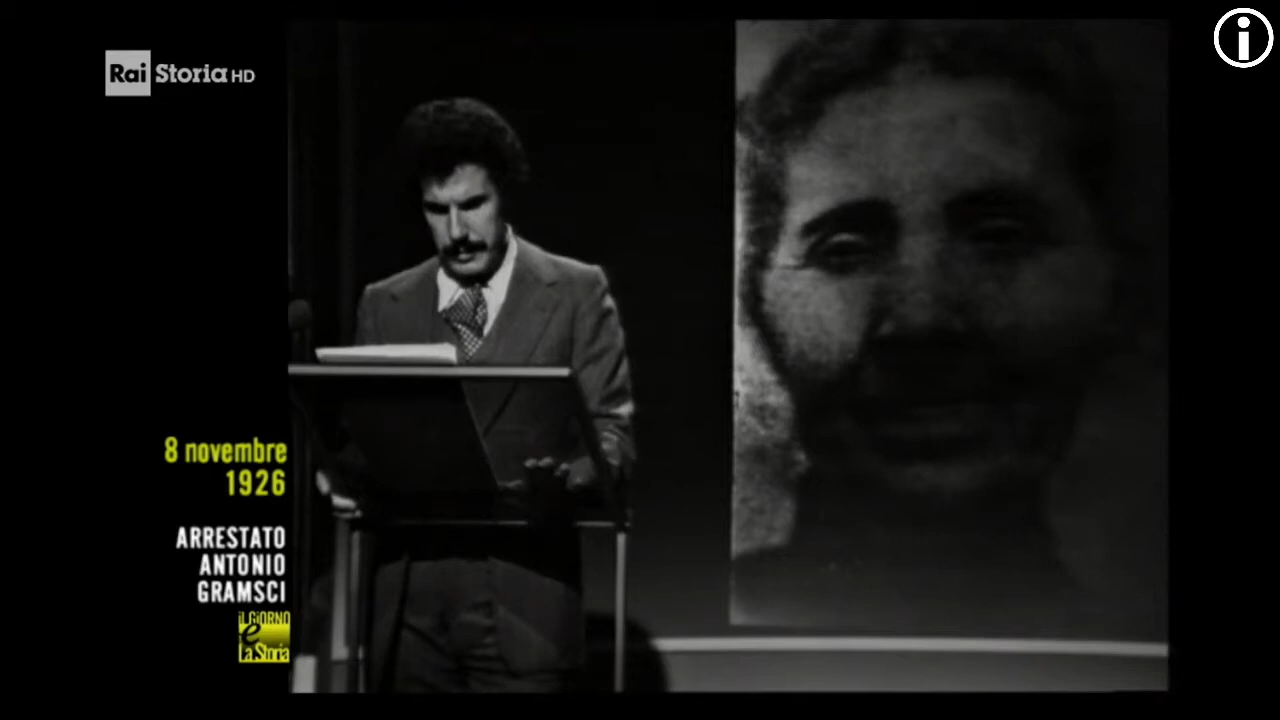 Rai Storia HD
8 novembre
1926
ARRESTATO
ANTONIO
GRAMSCI
iL GiORNO
e
La Storia